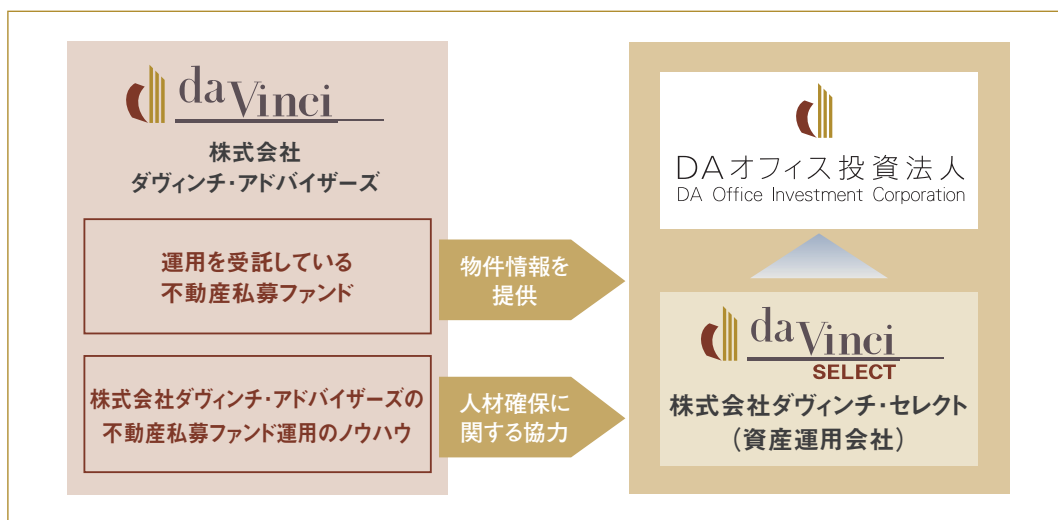 da Vinci
株式会社
ダヴィンチ・アドバイザーズ
運用を受託している
不動産私募ファンド
株式会社ダヴィンチ・アドバイザーズの
不動産私募ファンド運用のノウハウ
物件情報を
提供
人材確保に
関する協力
DAオフィス投資法人
DA Office Investment Corporation
da Vinci
SELECT
株式会社ダヴィンチ・セレクト
（資産運用会社）